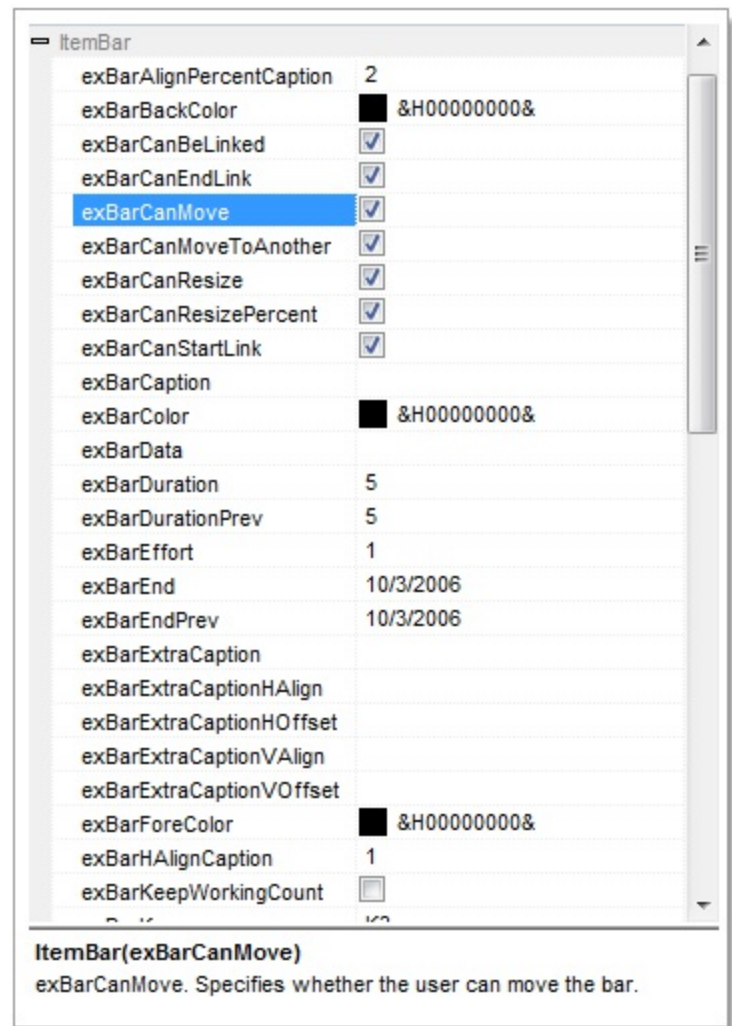 ItemBar
exBarAlignPercentCaption 2
exBarBackColor &H00000000&
exBarCanBeLinked
exBarCanEndLink
exBarCanMove
exBarCanMoveToAnother
exBarCanResize
exBarCanResizePercent
exBarCanStartLink
exBarCaption
exBarColor &H00000000&
exBarData
exBarDuration 5
exBarDurationPrev 5
exBarEffort 1
exBarEnd 10/3/2006
exBarEndPrev 10/3/2006
exBarExtraCaption
exBarExtraCaptionHAlign
exBarExtraCaptionHOffset
exBarExtraCaptionVAlign
exBarExtraCaptionVOffset
exBarForeColor &H00000000&
exBarHAlignCaption 1
exBarKeepWorkingCount
ItemBar(exBarCanMove)
exBarCanMove. Specifies whether the user can move the bar.